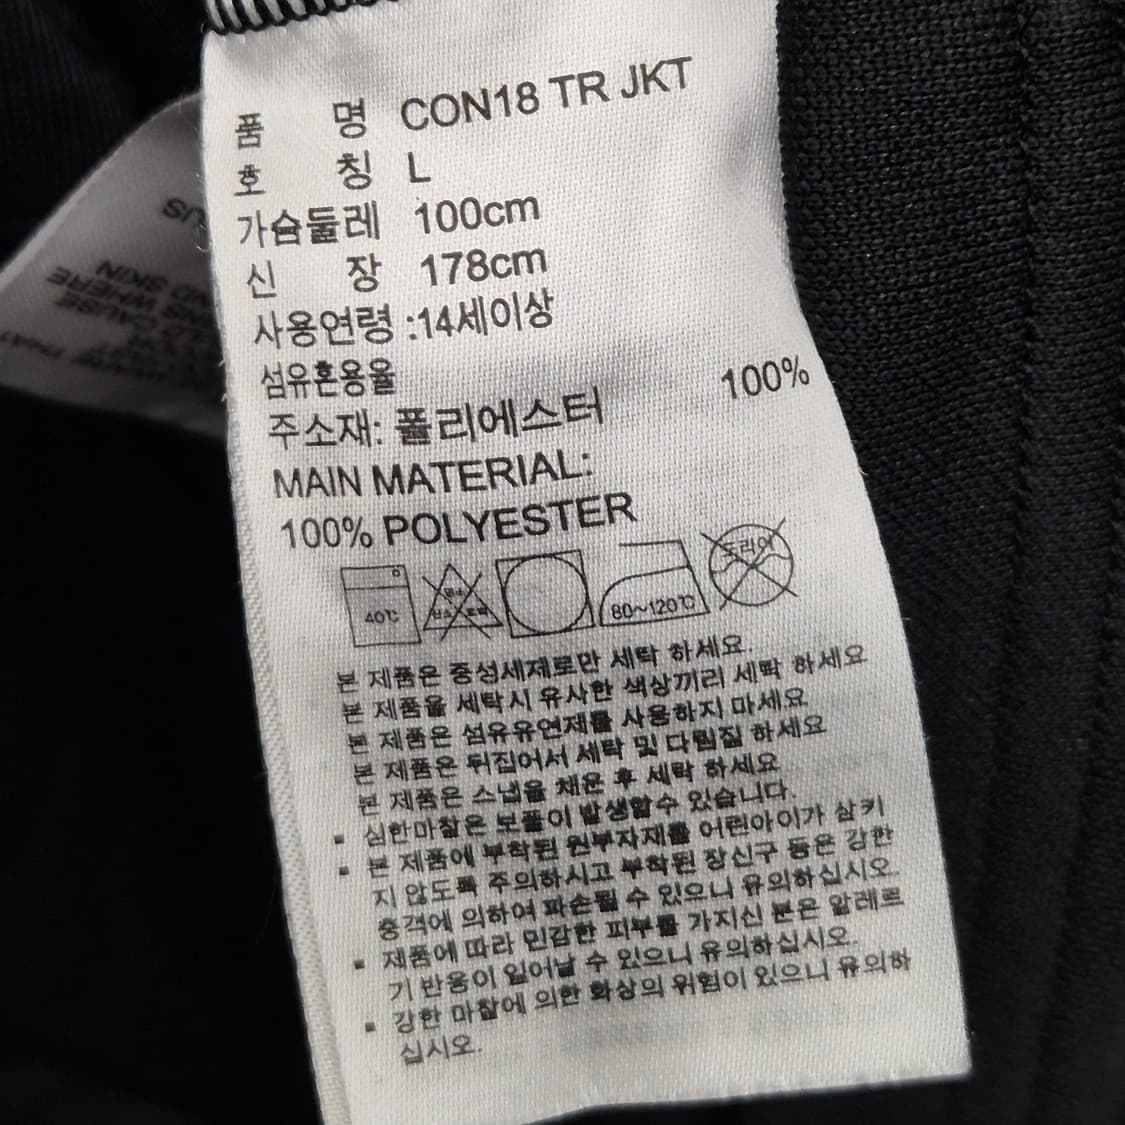 품 명 CON18 TR JKT
호 칭 L
가슴둘레 100cm
신 장 178cm
사용연령 :14세이상
섬유혼용율
주소재: 폴리에스터 100%
MAIN MATERIAL:
100% POLYESTER
40℃
80~120℃
드라이
본 제품은 중성세제로만 세탁 하세요.
본 제품을 세탁시 유사한 색상끼리 세탁 하세요
본 제품은 섬유유연제를 사용하지 마세요
본 제품은 뒤집어서 세탁 및 다림질 하세요
본 제품은 스냅을 채운 후 세탁 하세요
▪ 심한마찰은 보풀이 발생할수 있습니다.
▪ 본 제품에 부착된 원부자재를 어린아이가 삼키
지 않도록 주의하시고 부착된 장신구 등은 강한
충격에 의하여 파손될 수 있으니 유의하십시오.
▪ 제품에 따라 민감한 피부를 가지신 분은 알레르
기 반응이 일어날 수 있으니 유의하십시오.
▪ 강한 마찰에 의한 화상의 위험이 있으니 유의하
십시오.
SKIN
WHERE
CAUSE